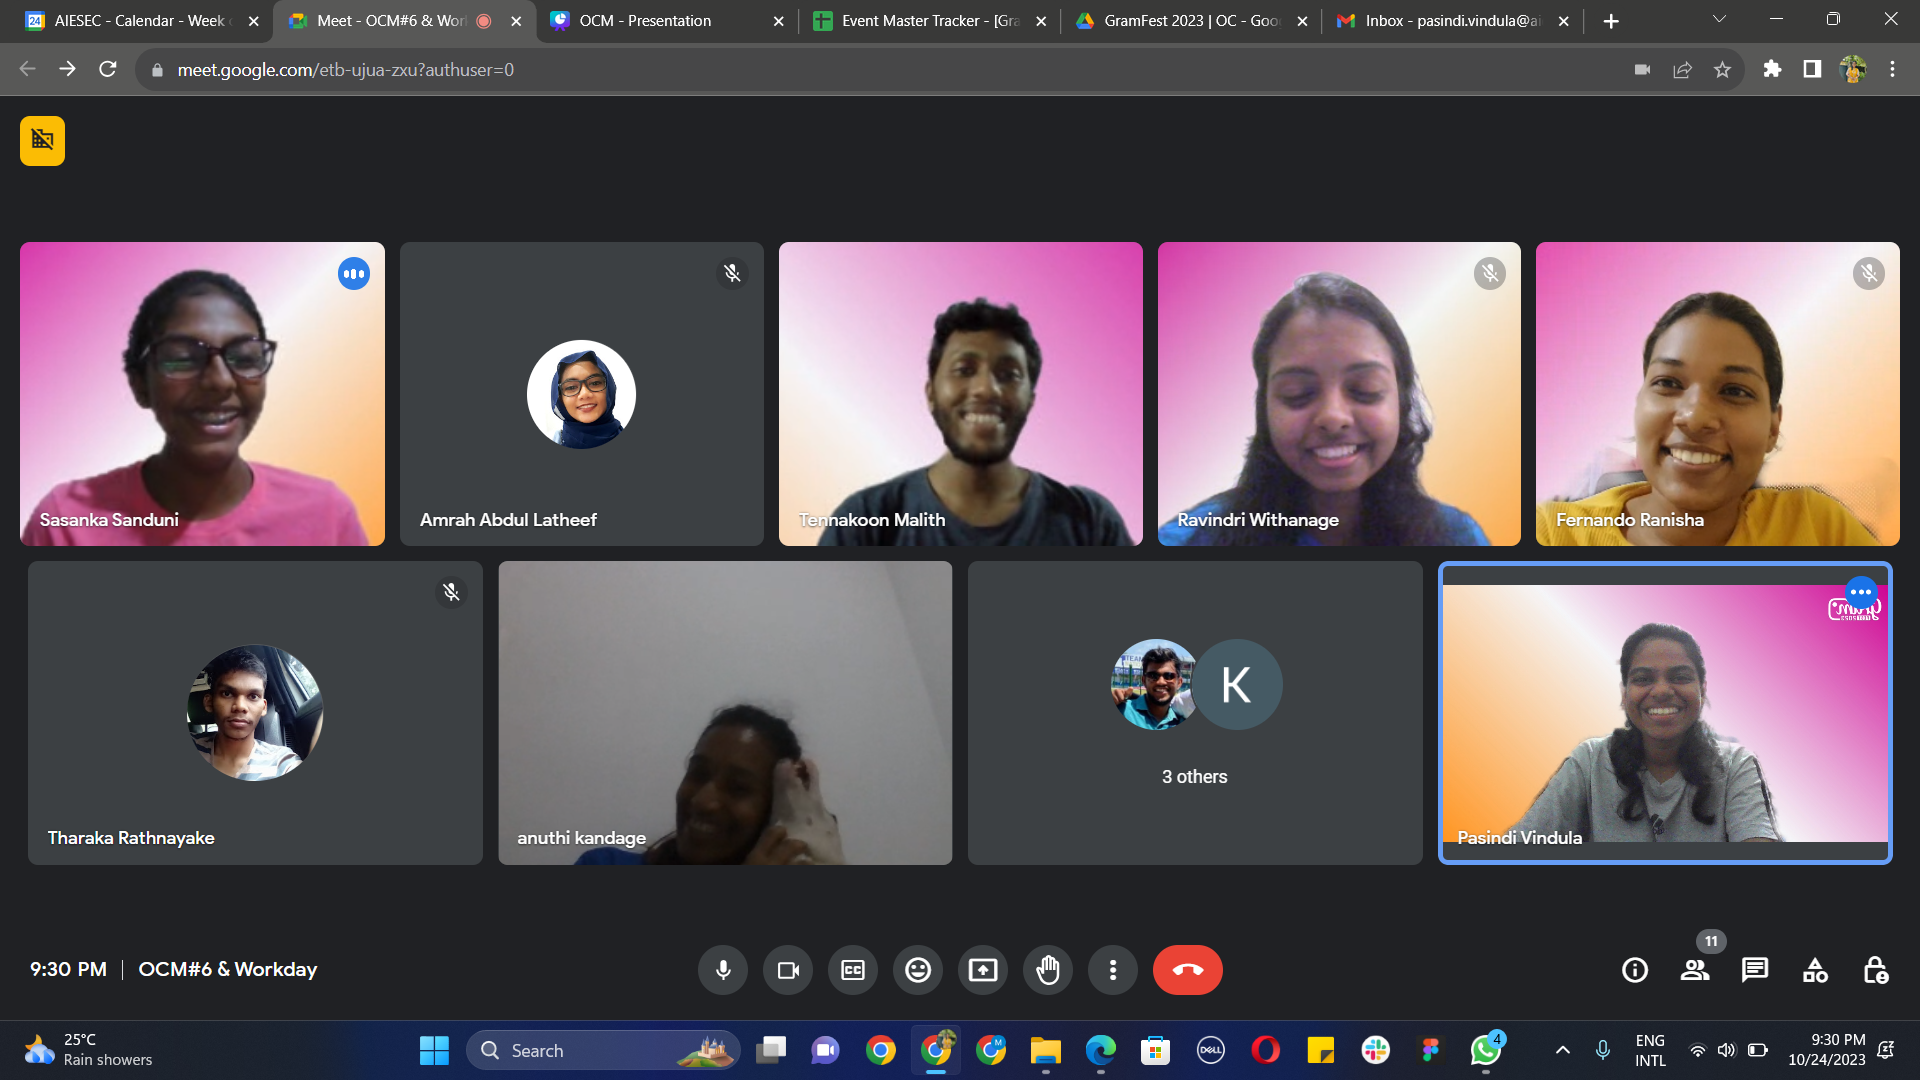 AIESEC - Calendar - Week
Meet - OCM#6 & Wor
OCM - Presentation
Event Master Tracker - [Gra
GramFest 2023 | OC - Goo
Inbox - pasindi.vindula@ai
meet.google.com/etb-ujua-zxu?authuser=0
Sasanka Sanduni
Amrah Abdul Latheef
Tennakoon Malith
Ravindri Withanage
Fernando Ranisha
Tharaka Rathnayake
anuthi kandage
K
3 others
Pasindi Vindula
9:30 PM
OCM#6 & Workday
CC
11
25°C
Rain showers
Search
DELL
4
ENG
INTL
9:30 PM
10/24/2023